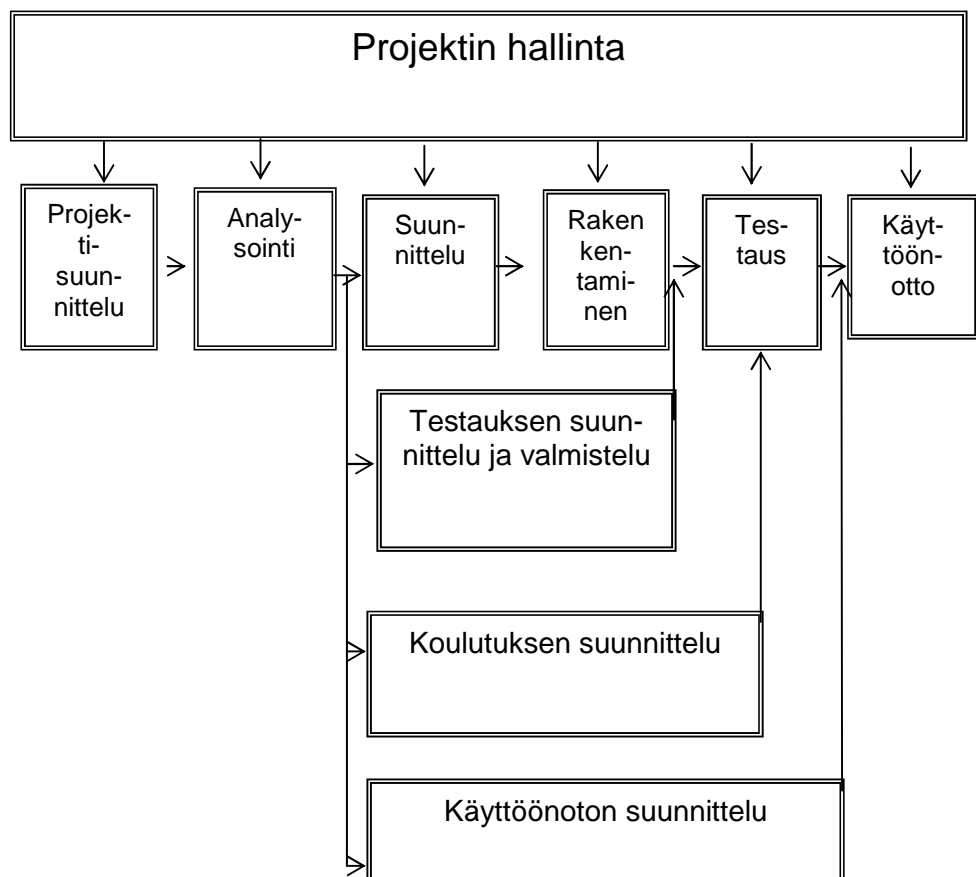 Projektin hallinta
Projek-
ti-
suun-
nittelu
Analy-
sointi
Suun-
nittelu
Raken
ken-
tami-
nen
Tes-
taus
Käyt-
töön-
otto
Testauksen suun-
nittelu ja valmistelu
Koulutuksen suunnittelu
Käyttöönoton suunnittelu